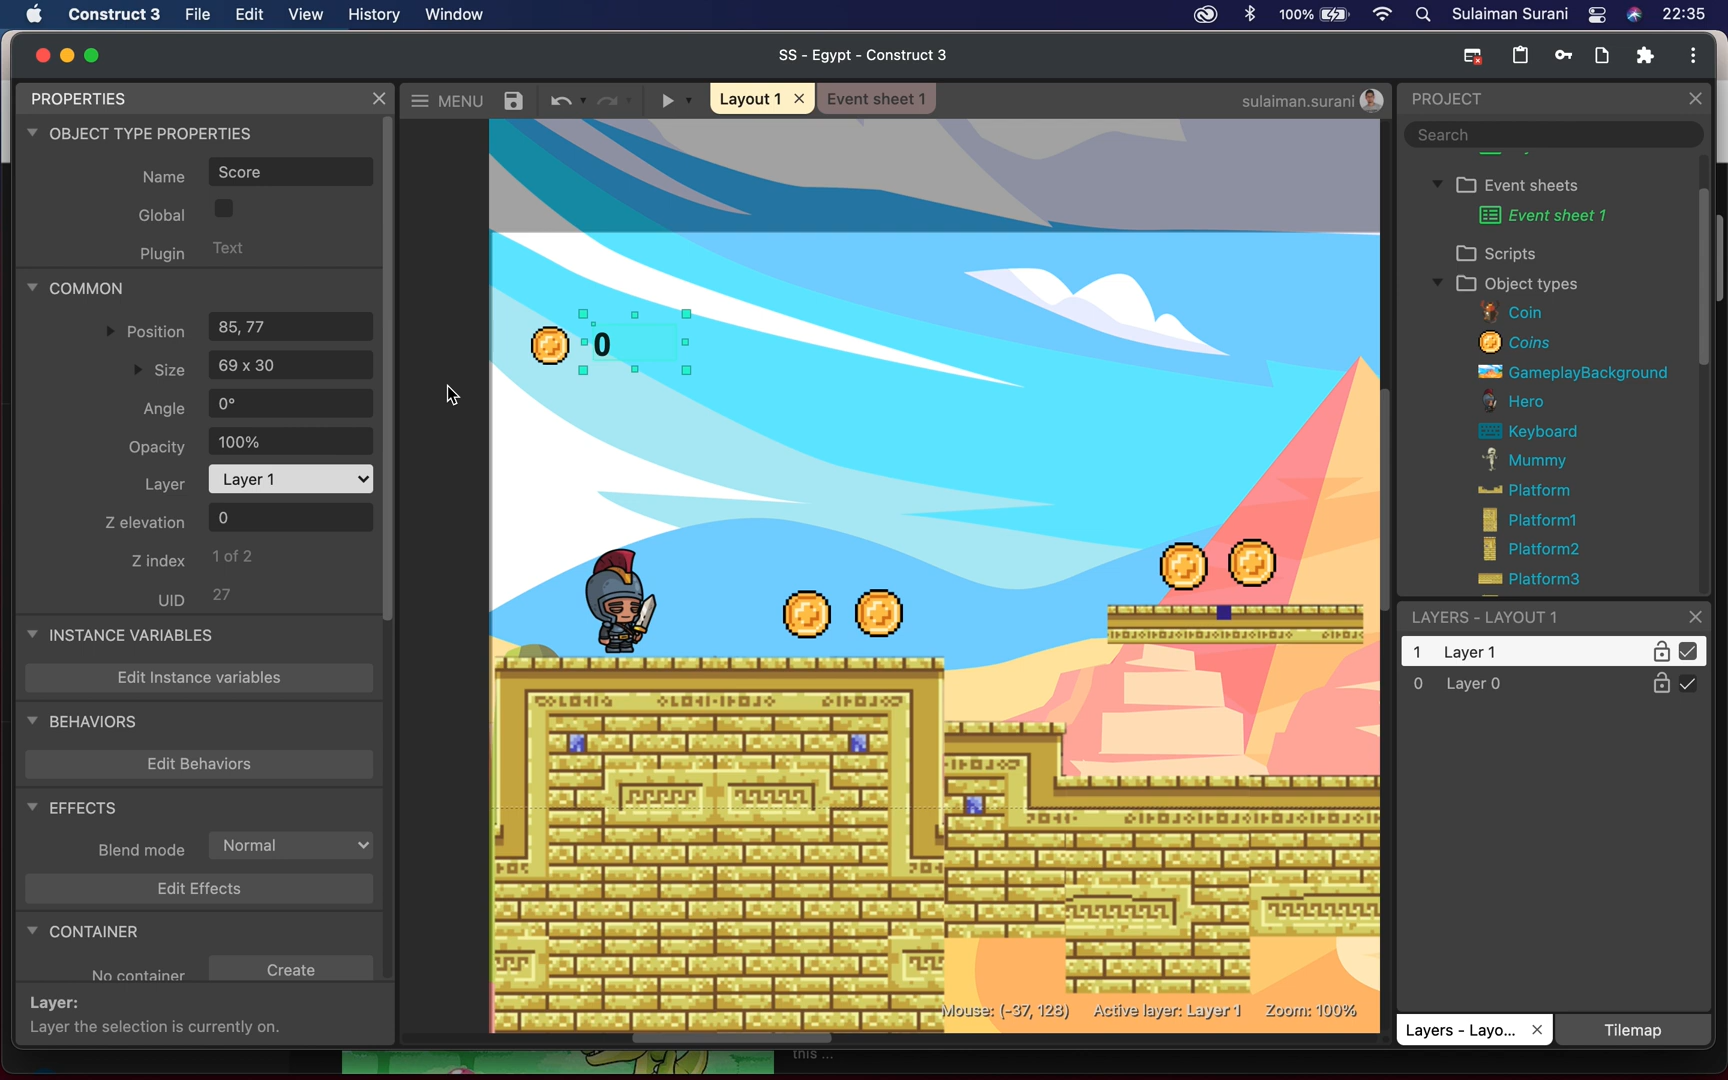 Construct 3 File Edit View History Window 100% Sulaiman Surani 22:35
SS - Egypt - Construct 3
PROPERTIES
OBJECT TYPE PROPERTIES
Name Score
Global
Plugin Text
COMMON
Position 85, 77
Size 69 x 30
Angle 0°
Opacity 100%
Layer Layer 1
Z elevation 0
Z index 1 of 2
UID 27
INSTANCE VARIABLES
Edit Instance variables
BEHAVIORS
Edit Behaviors
EFFECTS
Blend mode Normal
Edit Effects
CONTAINER
No container Create
Layer:
Layer the selection is currently on.
MENU Layout 1 Event sheet 1 sulaiman.surani
0
Mouse: (-37, 128) Active layer: Layer 1 Zoom: 100%
this ...
PROJECT
Search
Event sheets
Event sheet 1
Scripts
Object types
Coin
Coins
GameplayBackground
Hero
Keyboard
Mummy
Platform
Platform1
Platform2
Platform3
LAYERS - LAYOUT 1
1 Layer 1
0 Layer 0
Layers - Layo... Tilemap